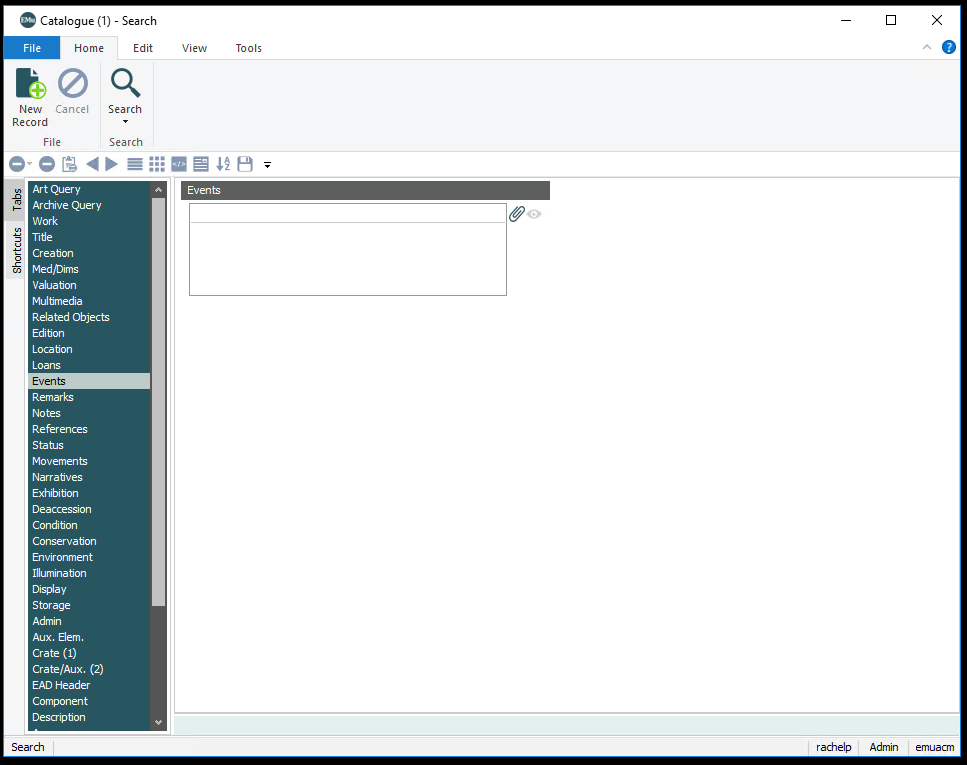 EMu Catalogue (1) - Search
File Home Edit View Tools
?
New Record
Cancel
Search
File
Search
Tabs
Shortcuts
Art Query
Archive Query
Work
Title
Creation
Med/Dims
Valuation
Multimedia
Related Objects
Edition
Location
Loans
Events
Remarks
Notes
References
Status
Movements
Narratives
Exhibition
Deaccession
Condition
Conservation
Environment
Illumination
Display
Storage
Admin
Aux. Elem.
Crate (1)
Crate/Aux. (2)
EAD Header
Component
Description
Events
Search
rachelp Admin emuacm